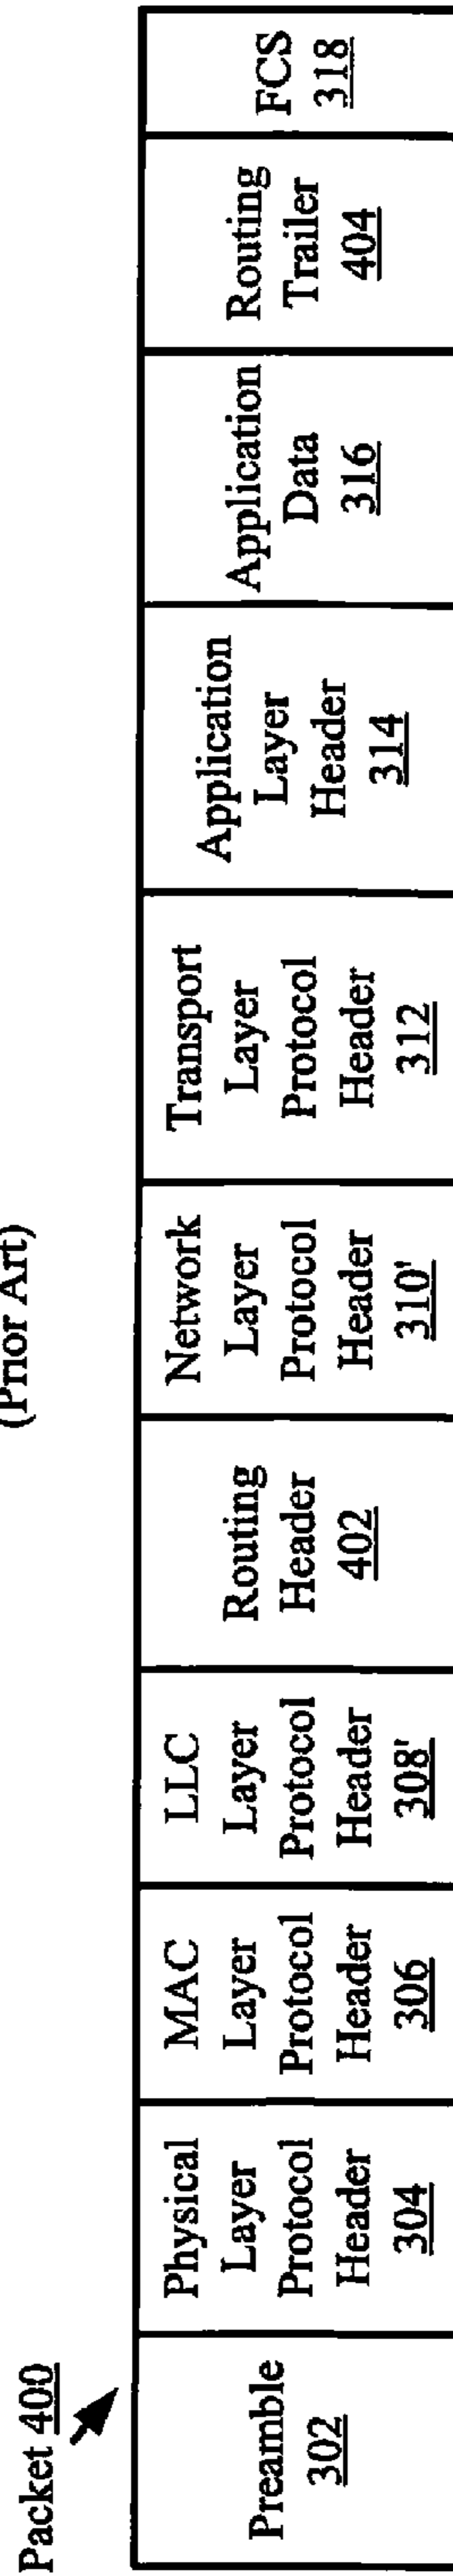 (Prior Art)
Packet 400
Preamble
302
Physical
Layer
Protocol
Header
304
MAC
Layer
Protocol
Header
306
LLC
Layer
Protocol
Header
308'
Routing
Header
402
Network
Layer
Protocol
Header
310'
Transport
Layer
Protocol
Header
312
Application
Layer
Header
314
Application
Data
316
Routing
Trailer
404
FCS
318